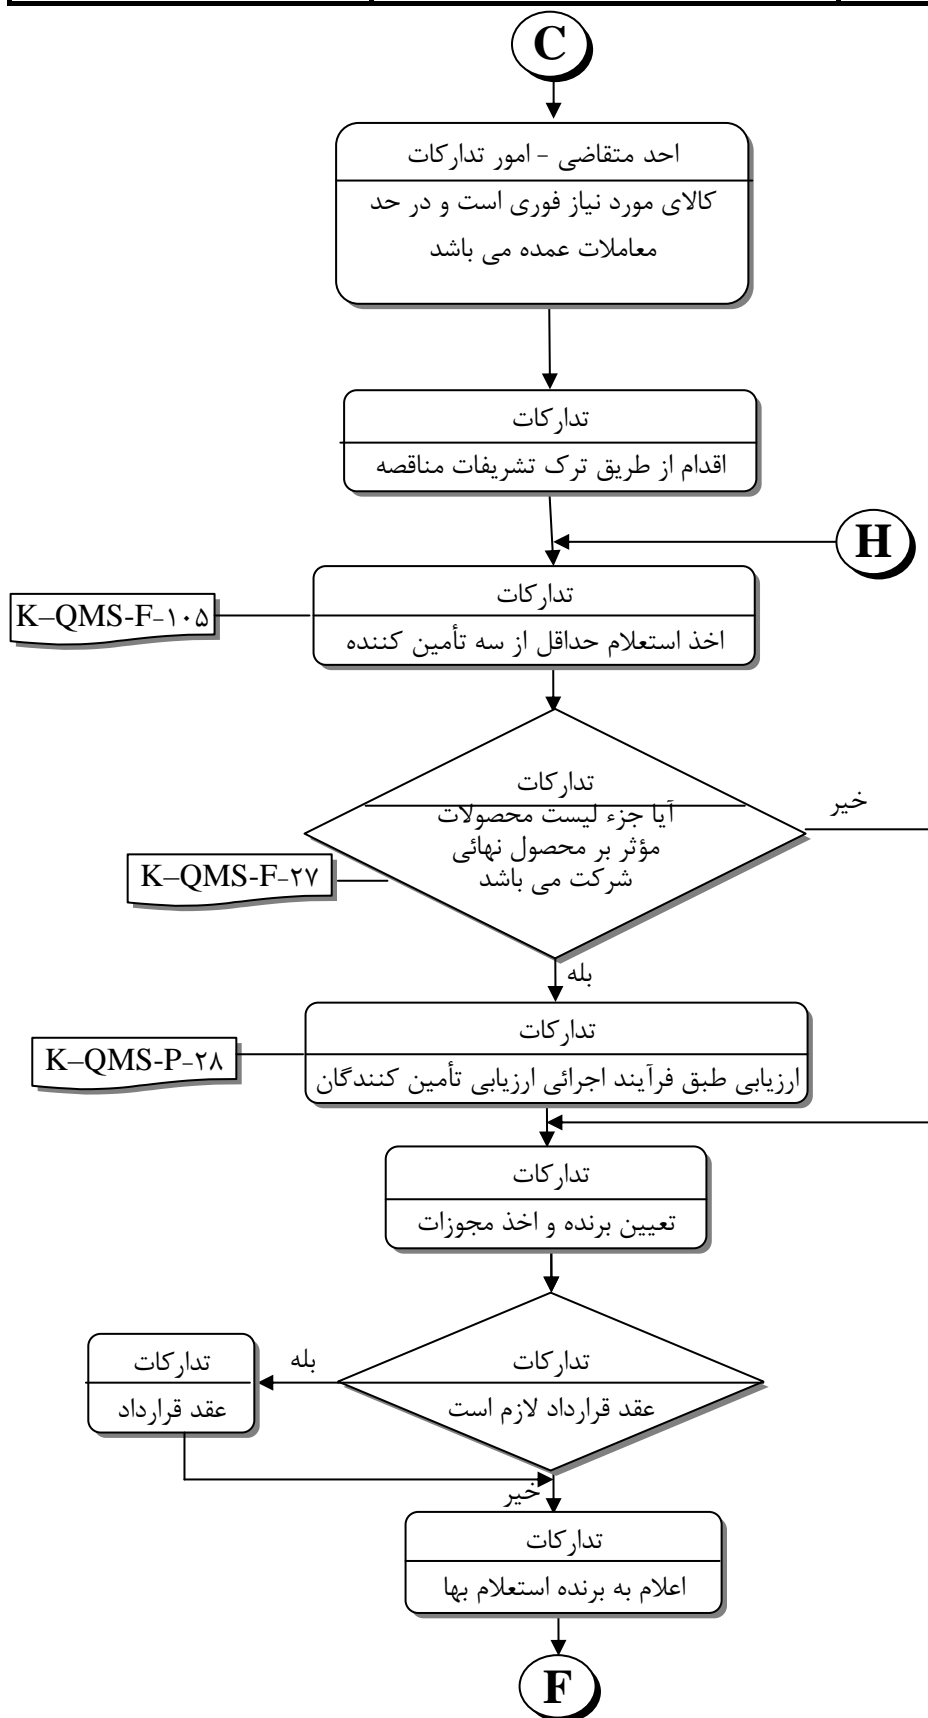 C
احد متقاضی - امور تدارکات
کالای مورد نیاز فوری است و در حد
معاملات عمده می باشد
تدارکات
اقدام از طریق ترک تشریفات مناقصه
H
تدارکات
K–QMS-F-۱۰۵
اخذ استعلام حداقل از سه تأمین کننده
تدارکات
خیر
آیا جزء لیست محصولات
مؤثر بر محصول نهائی
شرکت می باشد
K–QMS-F-۲۷
بله
تدارکات
K–QMS-P-۲۸
ارزیابی طبق فرآیند اجرائی ارزیابی تأمین کنندگان
تدارکات
تعیین برنده و اخذ مجوزات
تدارکات
عقد قرارداد لازم است
بله
تدارکات
عقد قرارداد
خیر
تدارکات
اعلام به برنده استعلام بها
F